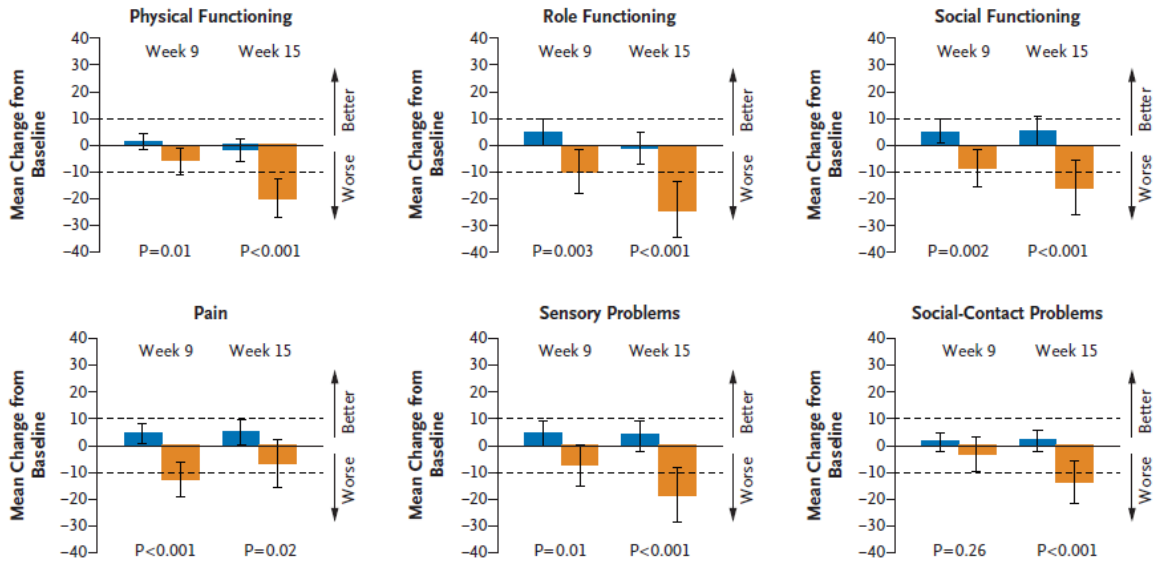 Physical Functioning
Mean Change from
Baseline
40
30
20
10
0
−10
−20
−30
−40
Week 9 Week 15
P=0.01 P<0.001
Better
Worse
Role Functioning
Mean Change from
Baseline
40
30
20
10
0
−10
−20
−30
−40
Week 9 Week 15
P=0.003 P<0.001
Better
Worse
Social Functioning
Mean Change from
Baseline
40
30
20
10
0
−10
−20
−30
−40
Week 9 Week 15
P=0.002 P<0.001
Better
Worse
Pain
Mean Change from
Baseline
40
30
20
10
0
−10
−20
−30
−40
Week 9 Week 15
P<0.001 P=0.02
Better
Worse
Sensory Problems
Mean Change from
Baseline
40
30
20
10
0
−10
−20
−30
−40
Week 9 Week 15
P=0.01 P<0.001
Better
Worse
Social-Contact Problems
Mean Change from
Baseline
40
30
20
10
0
−10
−20
−30
−40
Week 9 Week 15
P=0.26 P<0.001
Better
Worse